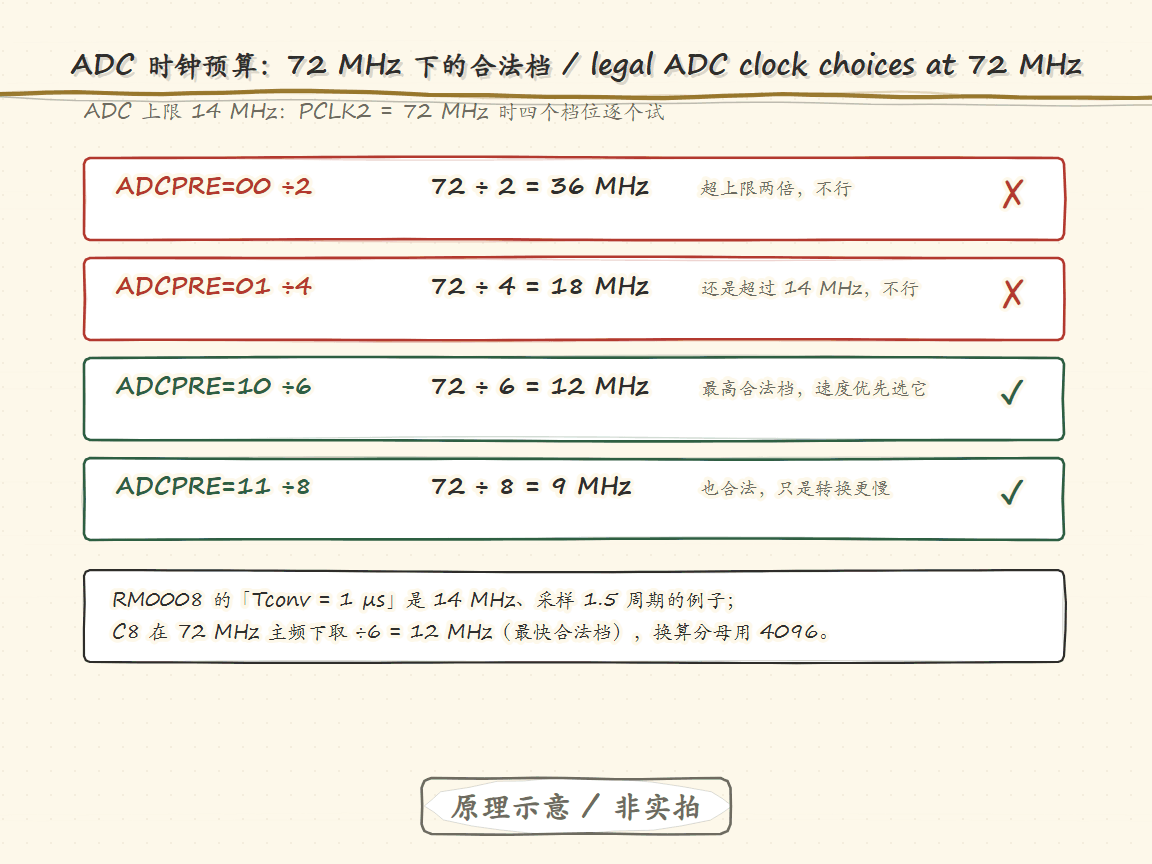 ADC 时钟预算：72 MHz 下的合法档 / legal ADC clock choices at 72 MHz
ADC 上限 14 MHz：PCLK2 = 72 MHz 时四个档位逐个试
ADCPRE=00 ÷2 72 ÷ 2 = 36 MHz 超上限两倍，不行 ✗
ADCPRE=01 ÷4 72 ÷ 4 = 18 MHz 还是超过 14 MHz，不行 ✗
ADCPRE=10 ÷6 72 ÷ 6 = 12 MHz 最高合法档，速度优先选它 ✓
ADCPRE=11 ÷8 72 ÷ 8 = 9 MHz 也合法，只是转换更慢 ✓
RM0008 的「Tconv = 1 µs」是 14 MHz、采样 1.5 周期的例子；
C8 在 72 MHz 主频下取 ÷6 = 12 MHz（最快合法档），换算分母用 4096。
原理示意 / 非实拍